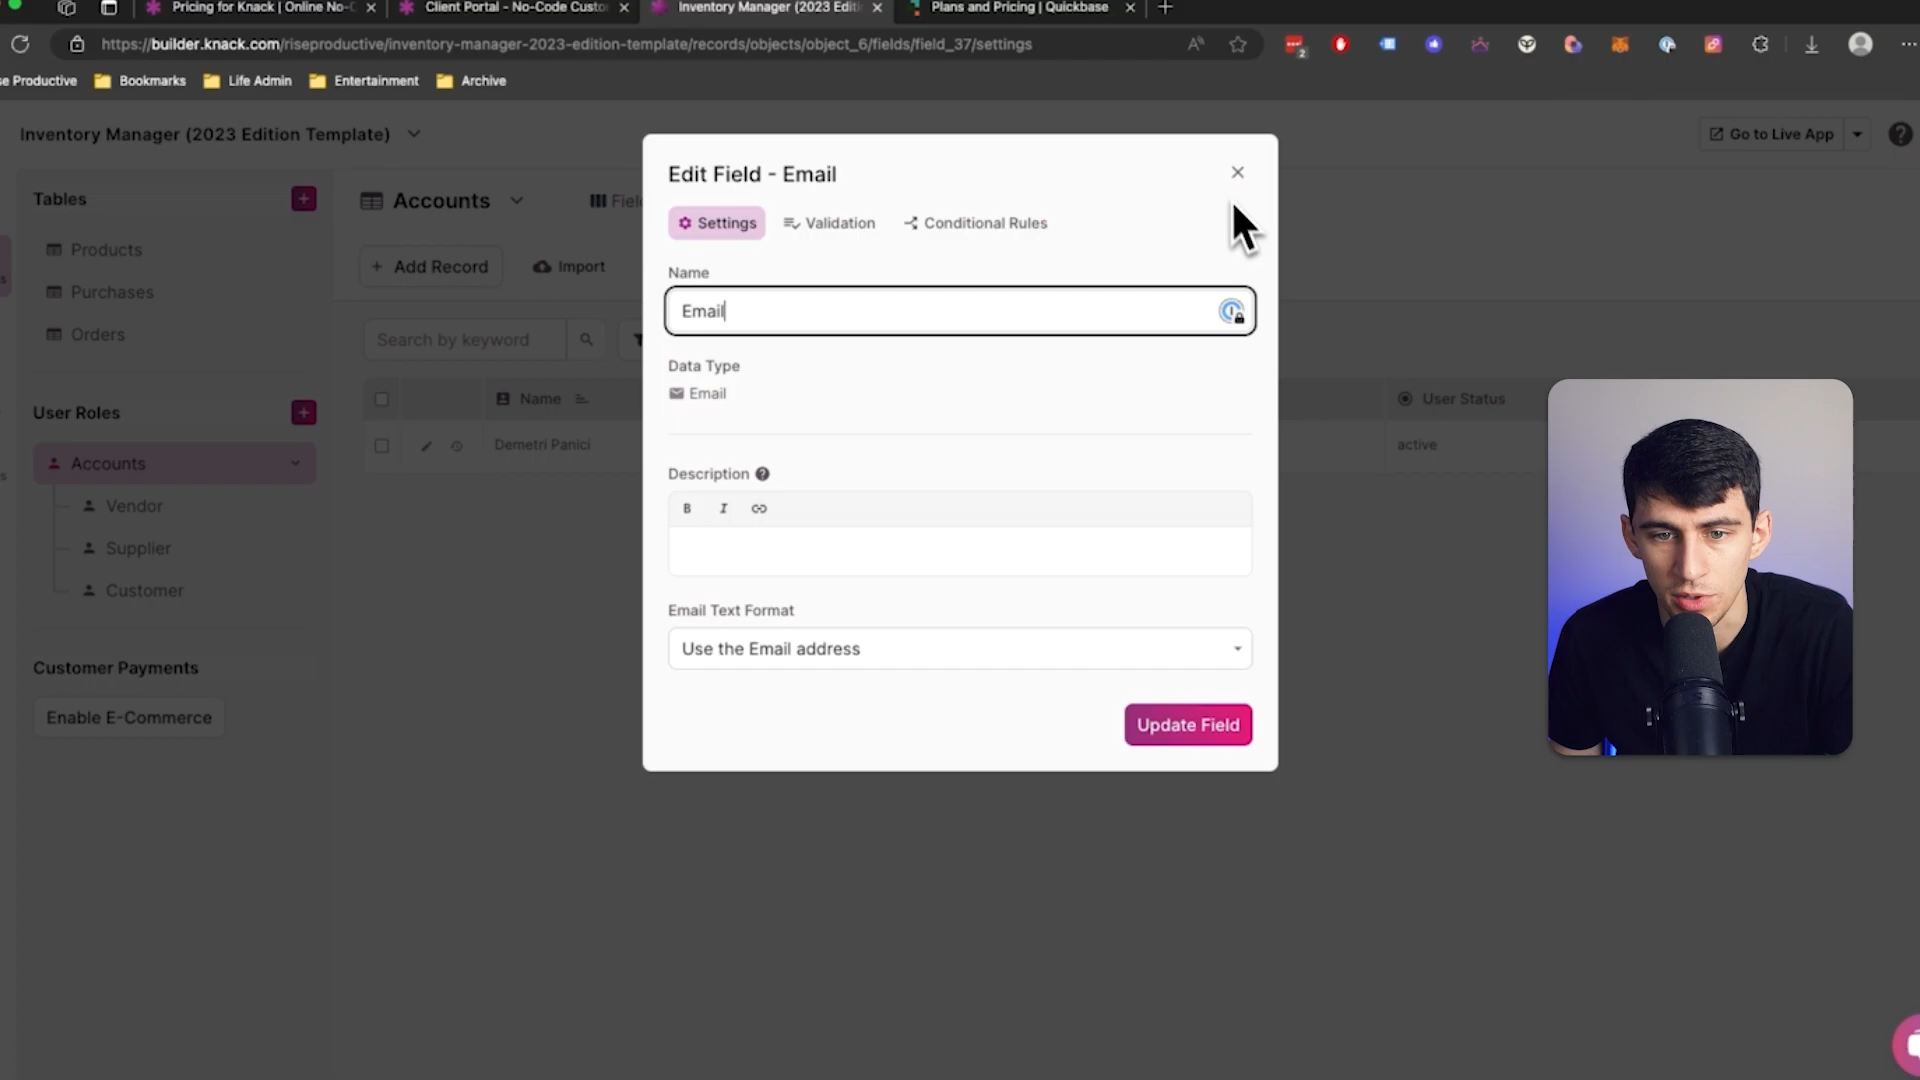 Pricing for Knack | Online No-C
Client Portal - No-Code Custo
Inventory Manager (2023 Editi
Plans and Pricing | Quickbase
https://builder.knack.com/riseproductive/inventory-manager-2023-edition-template/records/objects/object_6/fields/field_37/settings
2
se Productive
Bookmarks
Life Admin
Entertainment
Archive
Inventory Manager (2023 Edition Template)
Go to Live App
Tables
Products
Purchases
Orders
User Roles
Accounts
Vendor
Supplier
Customer
Customer Payments
Enable E-Commerce
Accounts
Fiel
Add Record
Import
Search by keyword
Name
User Status
Demetri Panici
active
Edit Field - Email
Settings
Validation
Conditional Rules
Name
Email
Data Type
Email
Description
B I
Email Text Format
Use the Email address
Update Field